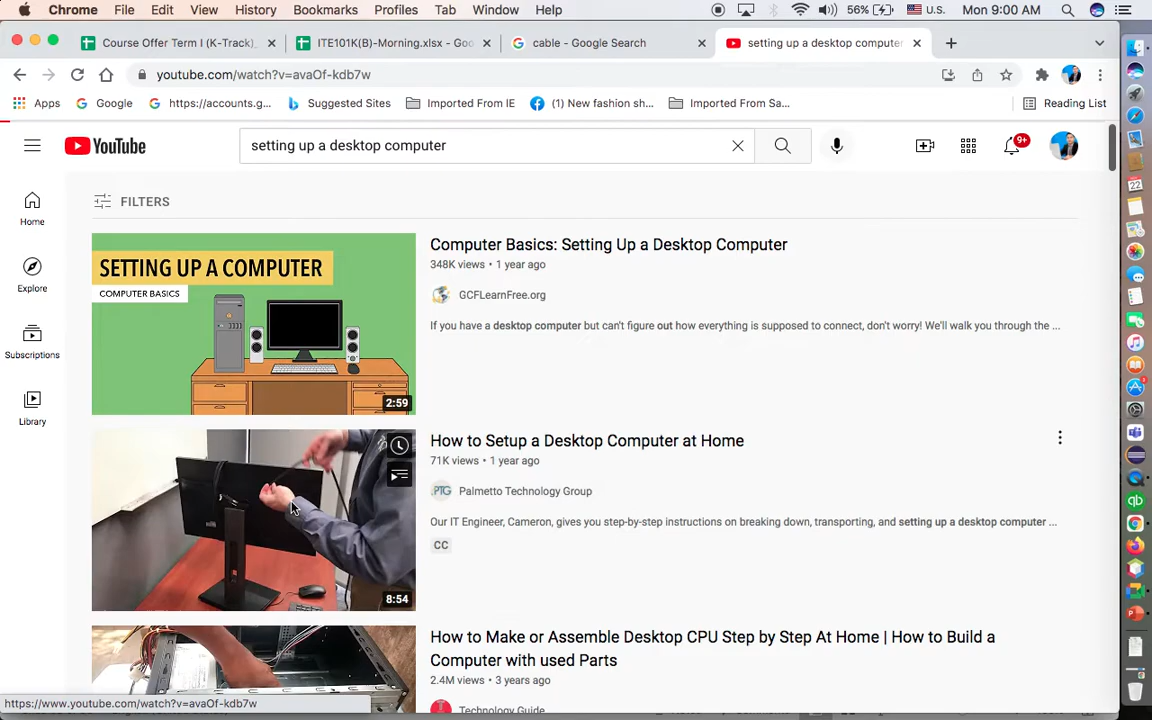 Chrome File Edit View History Bookmarks Profiles Tab Window Help 56% U.S. Mon 9:00 AM
Course Offer Term I (K-Track) ITE101K(B)-Morning.xlsx - Goo cable - Google Search setting up a desktop computer
youtube.com/watch?v=avaOf-kdb7w
Apps Google https://accounts.g... Suggested Sites Imported From IE (1) New fashion sh... Imported From Sa... Reading List
YouTube setting up a desktop computer 9+
FILTERS
Home
Explore
Subscriptions
Library
SETTING UP A COMPUTER
COMPUTER BASICS
2:59
Computer Basics: Setting Up a Desktop Computer
348K views • 1 year ago
GCFLearnFree.org
If you have a desktop computer but can't figure out how everything is supposed to connect, don't worry! We'll walk you through the ...
8:54
How to Setup a Desktop Computer at Home
71K views • 1 year ago
PTG Palmetto Technology Group
Our IT Engineer, Cameron, gives you step-by-step instructions on breaking down, transporting, and setting up a desktop computer ...
CC
How to Make or Assemble Desktop CPU Step by Step At Home | How to Build a
Computer with used Parts
2.4M views • 3 years ago
Technology Guide
https://www.youtube.com/watch?v=avaOf-kdb7w
22